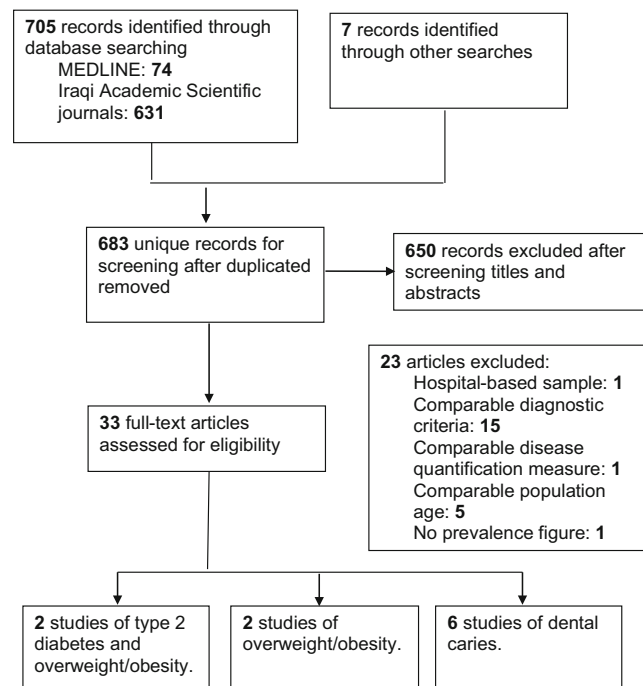 705 records identified through
database searching
MEDLINE: 74
Iraqi Academic Scientific
journals: 631
7 records identified
through other searches
683 unique records for
screening after duplicated
removed
650 records excluded after
screening titles and
abstracts
23 articles excluded:
Hospital-based sample: 1
Comparable diagnostic
criteria: 15
Comparable disease
quantification measure: 1
Comparable population
age: 5
No prevalence figure: 1
33 full-text articles
assessed for eligibility
2 studies of type 2
diabetes and
overweight/obesity.
2 studies of
overweight/obesity.
6 studies of dental
caries.